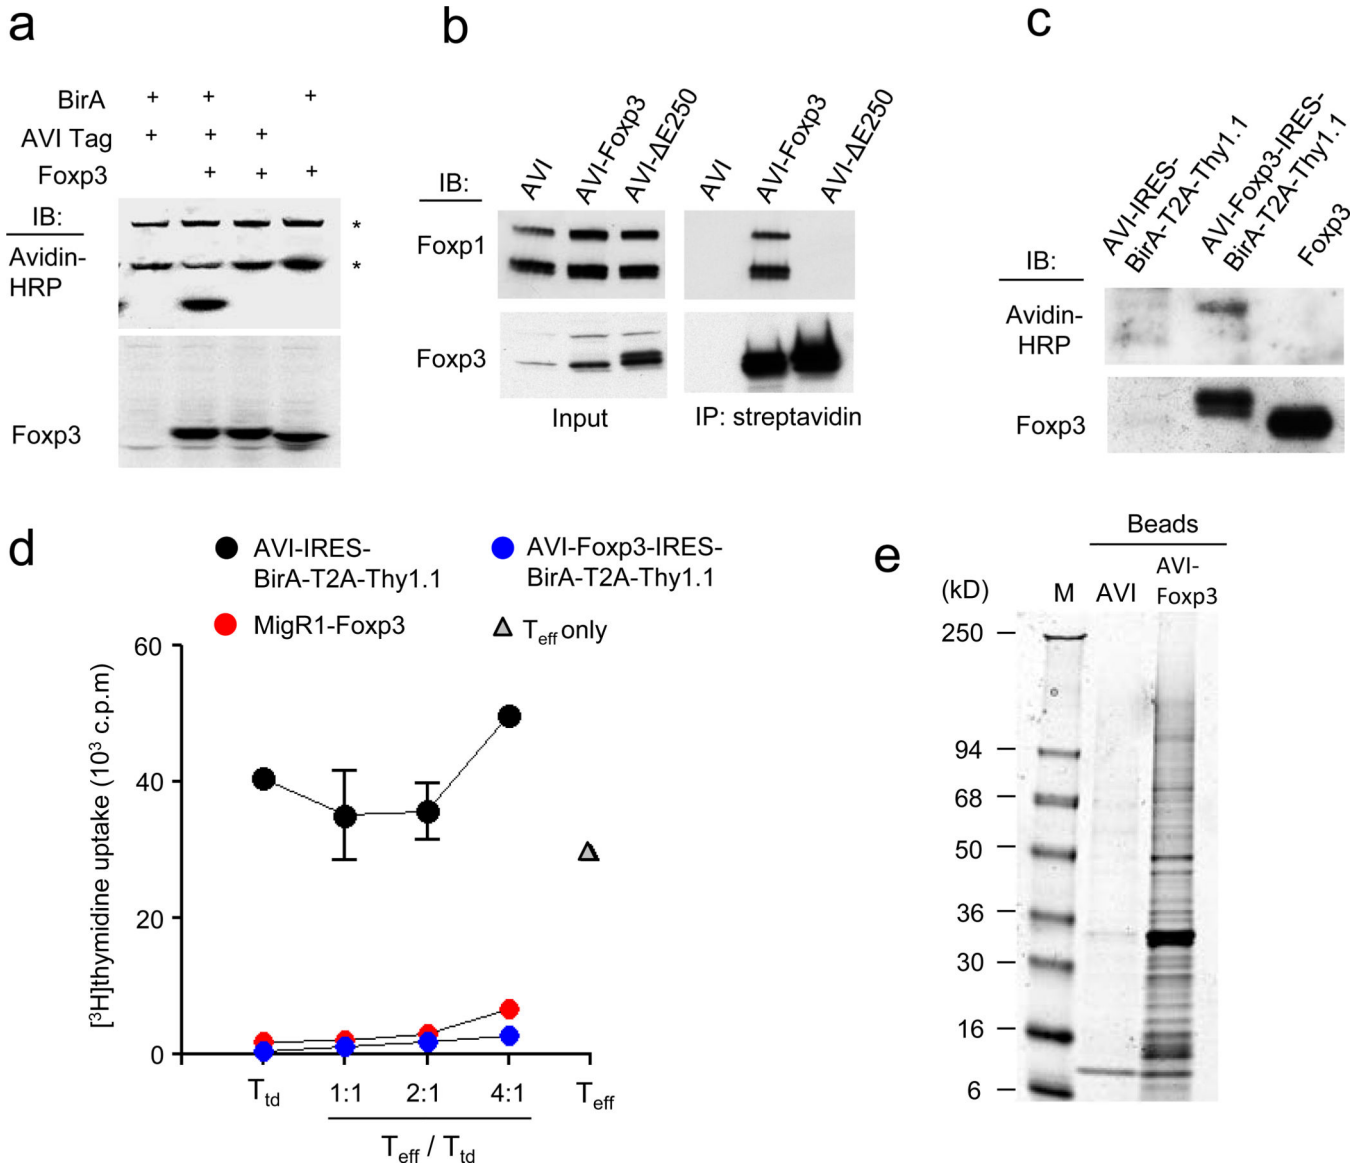 a
BirA + + +
AVI Tag + + +
Foxp3 + + +
IB:
Avidin-
HRP
*
*
Foxp3
b
IB:
AVI
AVI-Foxp3
AVI-ΔE250
AVI
AVI-Foxp3
AVI-ΔE250
Foxp1
Foxp3
Input
IP: streptavidin
c
IB:
AVI-IRES-
BirA-T2A-Thy1.1
AVI-Foxp3-IRES-
BirA-T2A-Thy1.1
Foxp3
Avidin-
HRP
Foxp3
d
AVI-IRES-
BirA-T2A-Thy1.1
AVI-Foxp3-IRES-
BirA-T2A-Thy1.1
MigR1-Foxp3
Teff only
[³H]thymidine uptake (10³ c.p.m)
60
40
20
0
Ttd
1:1
2:1
4:1
Teff
Teff / Ttd
e
Beads
(kD)
M
AVI
AVI-
Foxp3
250
94
68
50
36
30
16
6